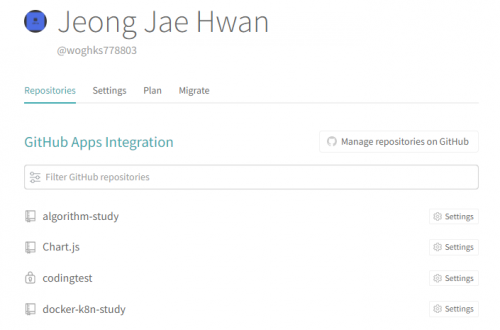 Jeong Jae Hwan
@woghks778803
Repositories Settings Plan Migrate
GitHub Apps Integration
Manage repositories on GitHub
Filter GitHub repositories
algorithm-study Settings
Chart.js Settings
codingtest Settings
docker-k8n-study Settings